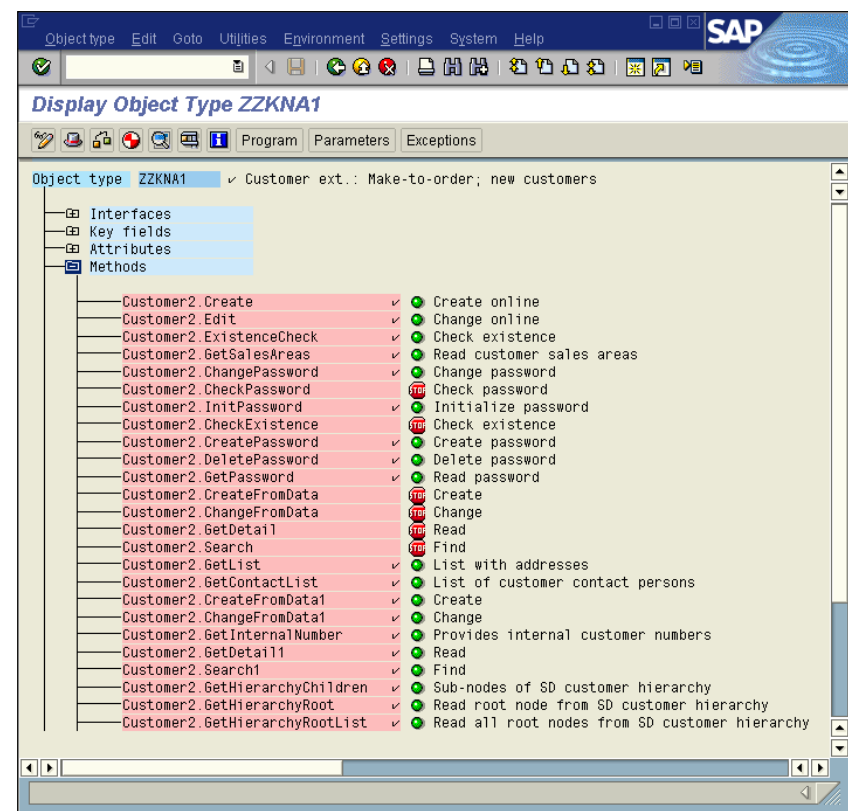 Object type Edit Goto Utilities Environment Settings System Help
SAP
Display Object Type ZZKNA1
Program Parameters Exceptions
Object type ZZKNA1 ✓ Customer ext.: Make-to-order; new customers
Interfaces
Key fields
Attributes
Methods
Customer2.Create ✓ Create online
Customer2.Edit ✓ Change online
Customer2.ExistenceCheck ✓ Check existence
Customer2.GetSalesAreas ✓ Read customer sales areas
Customer2.ChangePassword ✓ Change password
Customer2.CheckPassword STOP Check password
Customer2.InitPassword ✓ Initialize password
Customer2.CheckExistence STOP Check existence
Customer2.CreatePassword ✓ Create password
Customer2.DeletePassword ✓ Delete password
Customer2.GetPassword ✓ Read password
Customer2.CreateFromData STOP Create
Customer2.ChangeFromData STOP Change
Customer2.GetDetail STOP Read
Customer2.Search STOP Find
Customer2.GetList ✓ List with addresses
Customer2.GetContactList ✓ List of customer contact persons
Customer2.CreateFromData1 ✓ Create
Customer2.ChangeFromData1 ✓ Change
Customer2.GetInternalNumber ✓ Provides internal customer numbers
Customer2.GetDetail1 ✓ Read
Customer2.Search1 ✓ Find
Customer2.GetHierarchyChildren ✓ Sub-nodes of SD customer hierarchy
Customer2.GetHierarchyRoot ✓ Read root node from SD customer hierarchy
Customer2.GetHierarchyRootList ✓ Read all root nodes from SD customer hierarchy